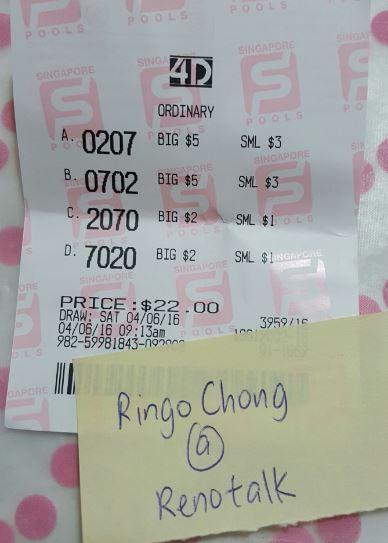 4D
ORDINARY
A. 0207 BIG $5 SML $3
B. 0702 BIG $5 SML $3
C. 2070 BIG $2 SML $1
D. 7020 BIG $2 SML $1
PRICE:$22.00
DRAW: SAT 04/06/16 3959/16
04/06/16 09:13am
Ringo Chong
@
Renotalk
SINGAPORE POOLS